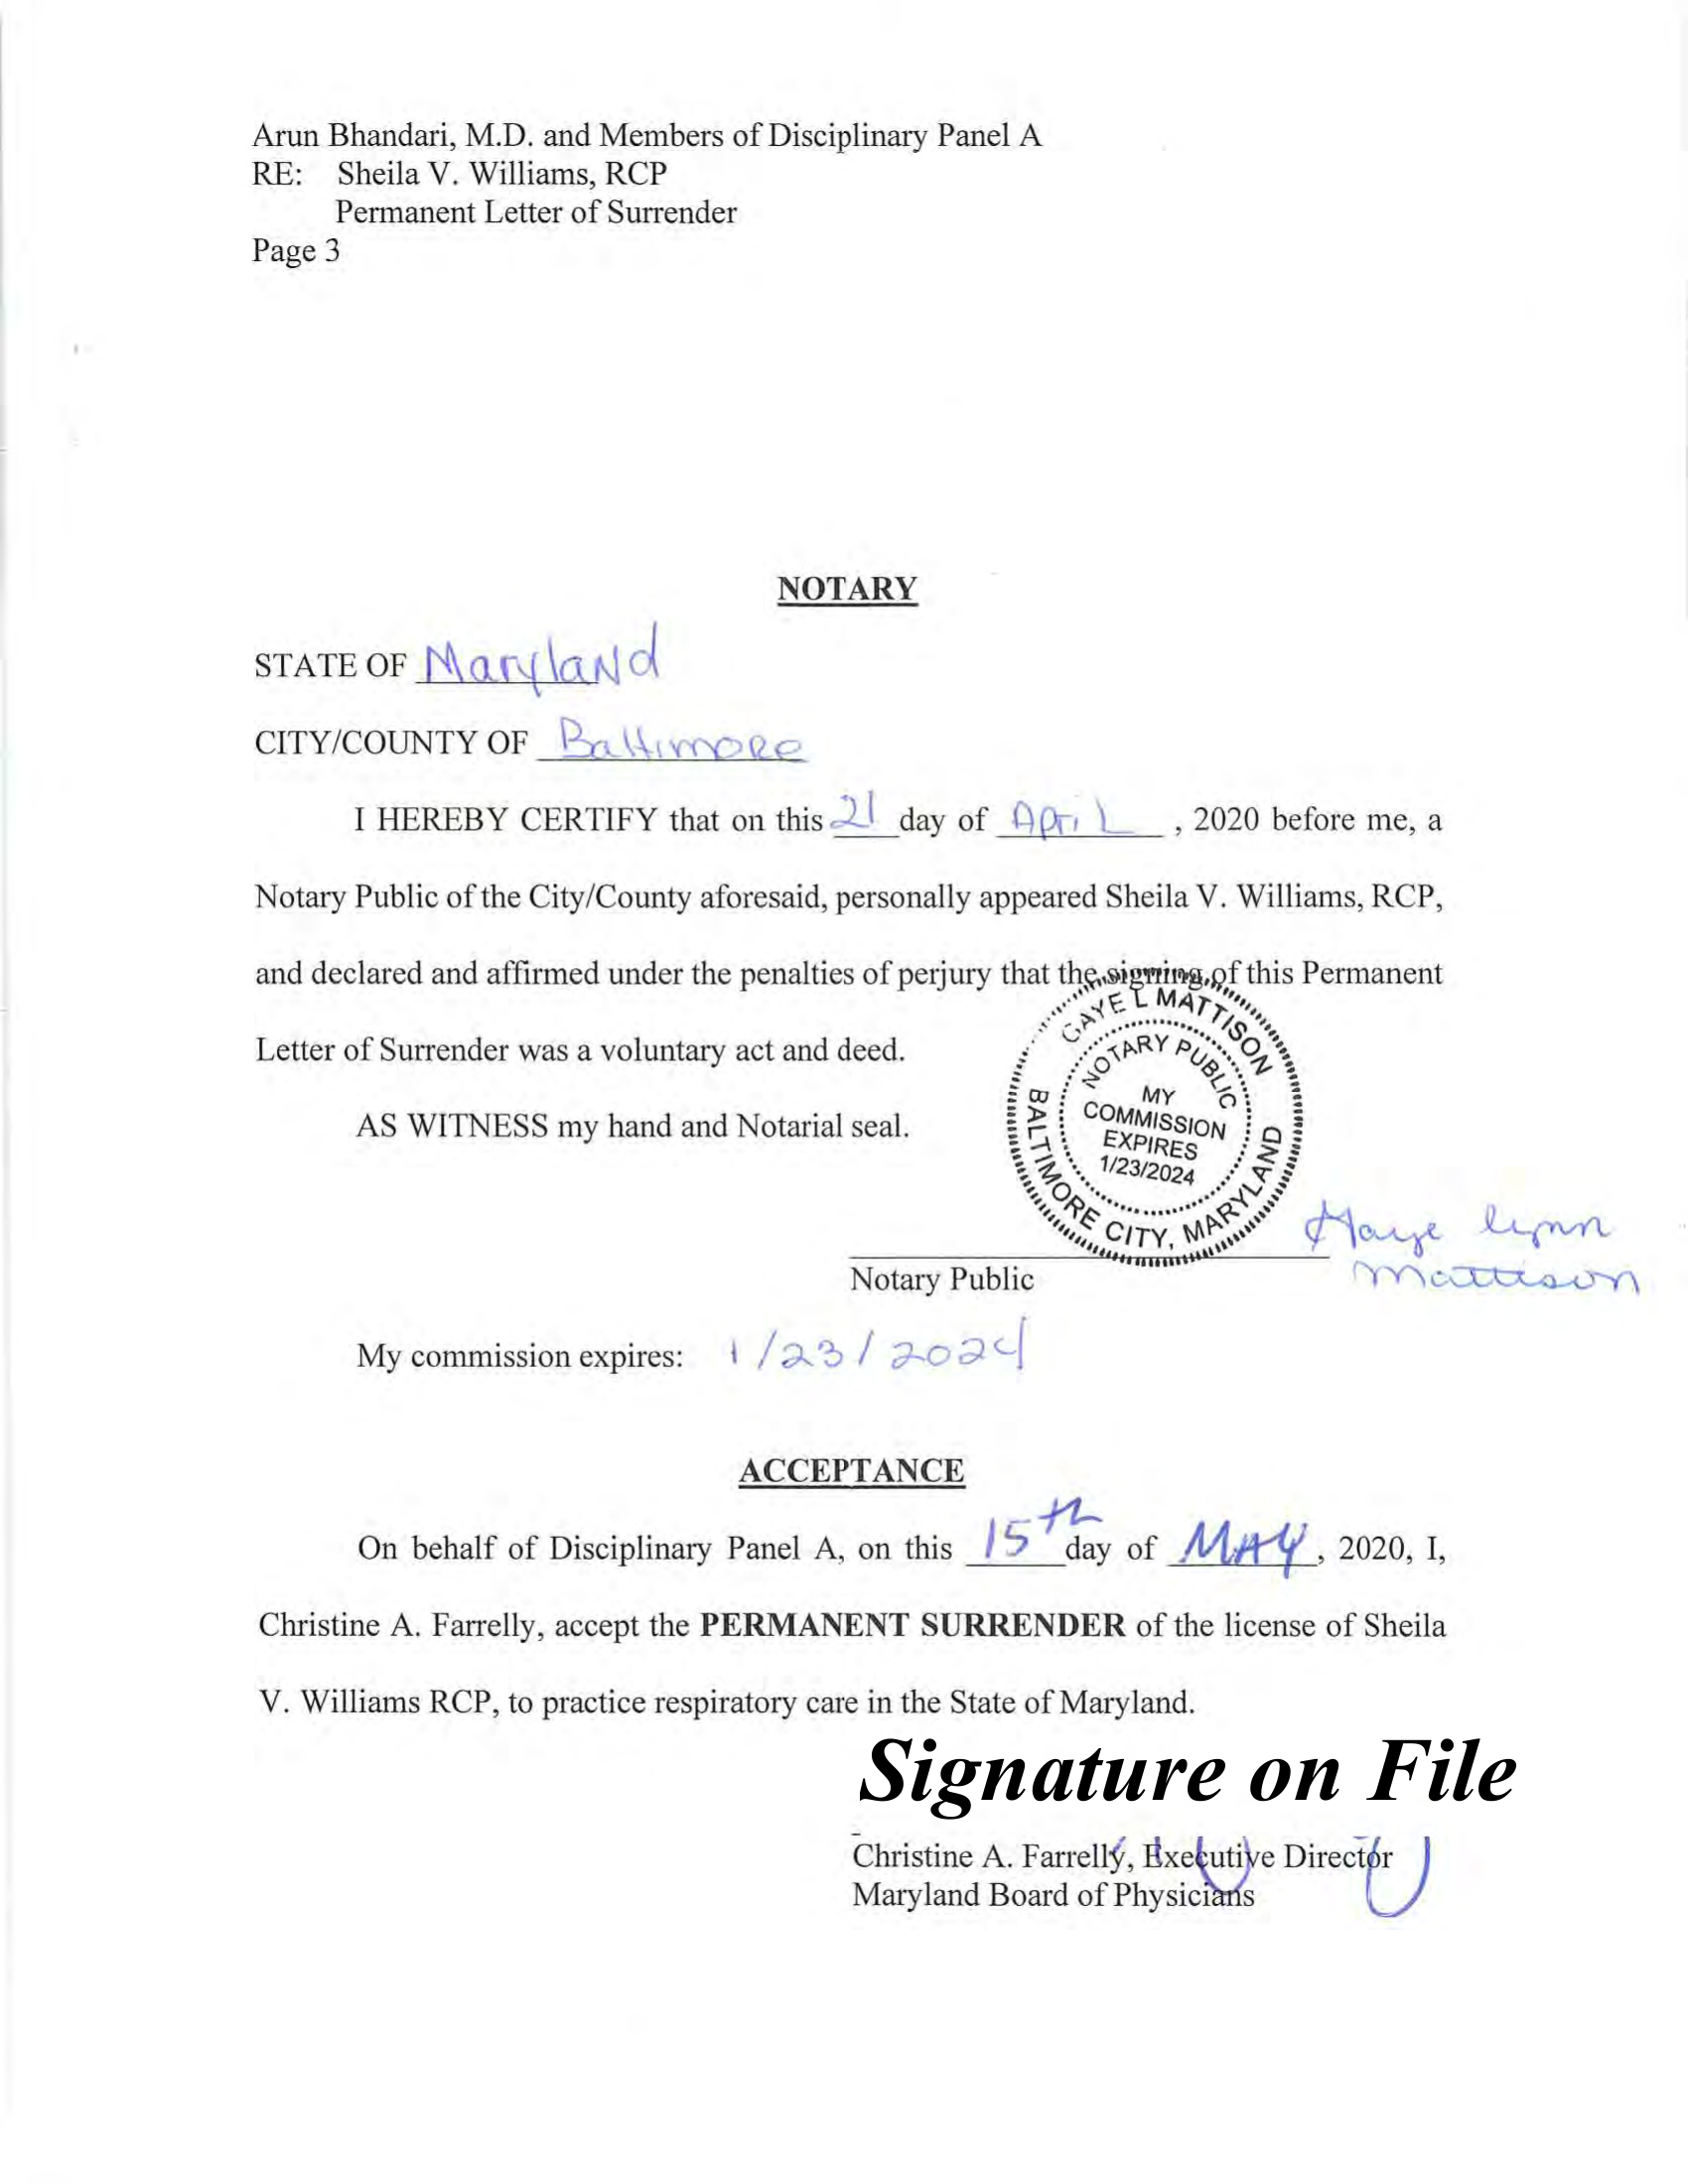 Arun Bhandari, M.D. and Members of Disciplinary Panel A
RE: Sheila V. Williams, RCP
Permanent Letter of Surrender
Page 3
NOTARY
STATE OF Maryland
CITY/COUNTY OF Baltimore
I HEREBY CERTIFY that on this 21 day of April, 2020 before me, a
Notary Public of the City/County aforesaid, personally appeared Sheila V. Williams, RCP,
and declared and affirmed under the penalties of perjury that the signing of this Permanent
Letter of Surrender was a voluntary act and deed.
AS WITNESS my hand and Notarial seal.
GAYE L MATTISON
NOTARY PUBLIC
MY
COMMISSION
EXPIRES
1/23/2024
BALTIMORE CITY, MARYLAND
Gaye Lynn
Mattison
Notary Public
My commission expires: 1/23/2024
ACCEPTANCE
On behalf of Disciplinary Panel A, on this 15th day of MAY, 2020, I,
Christine A. Farrelly, accept the PERMANENT SURRENDER of the license of Sheila
V. Williams RCP, to practice respiratory care in the State of Maryland.
Signature on File
Christine A. Farrelly, Executive Director
Maryland Board of Physicians